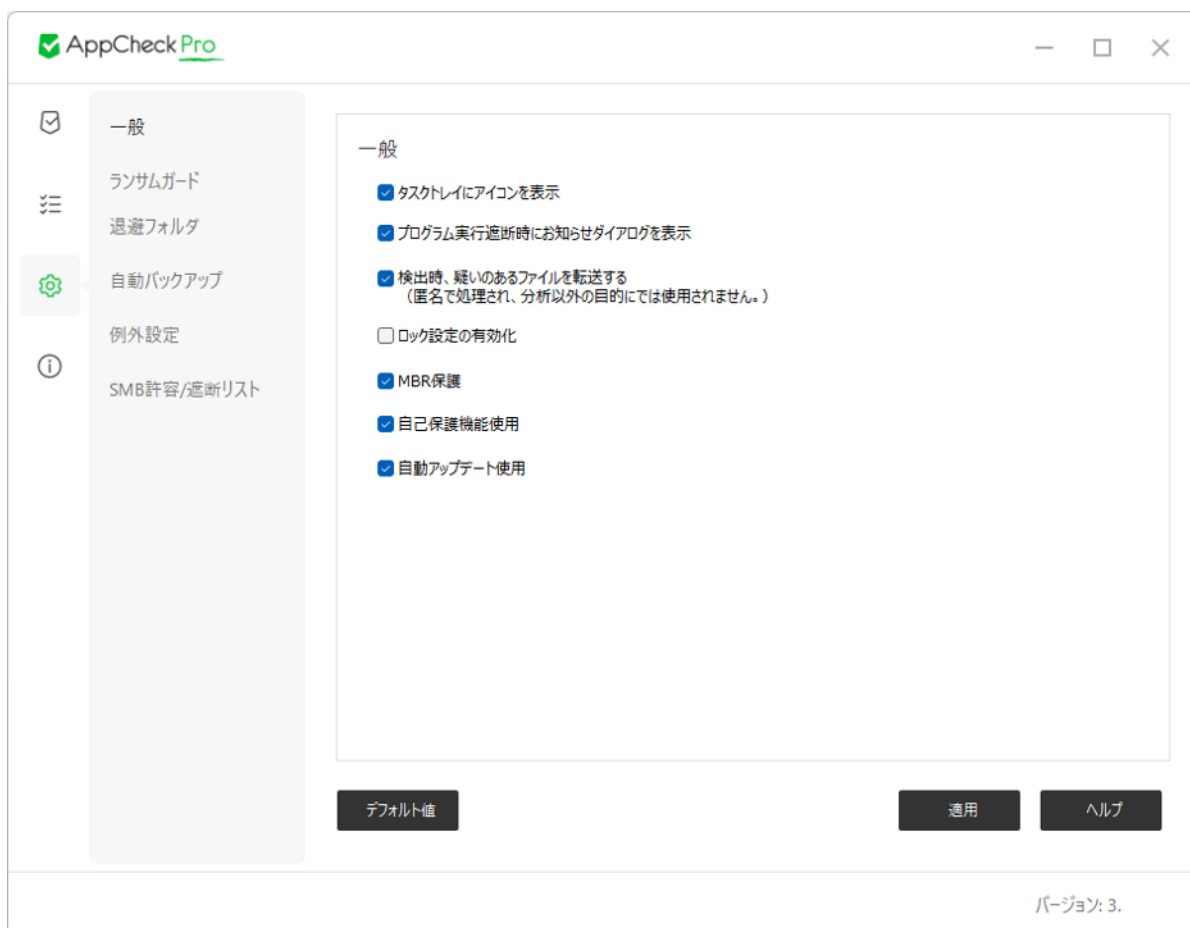 AppCheck Pro
一般
ランサムガード
退避フォルダ
自動バックアップ
例外設定
SMB許容/遮断リスト
一般
タスクトレイにアイコンを表示
プログラム実行遮断時にお知らせダイアログを表示
検出時、疑いのあるファイルを転送する
（匿名で処理され、分析以外の目的にでは使用されません。）
ロック設定の有効化
MBR保護
自己保護機能使用
自動アップデート使用
デフォルト値
適用
ヘルプ
バージョン: 3.